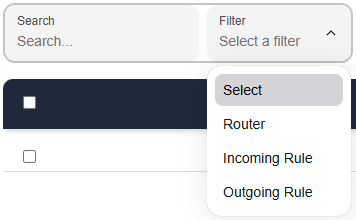 Search
Search...
Filter
Select a filter
Select
Router
Incoming Rule
Outgoing Rule